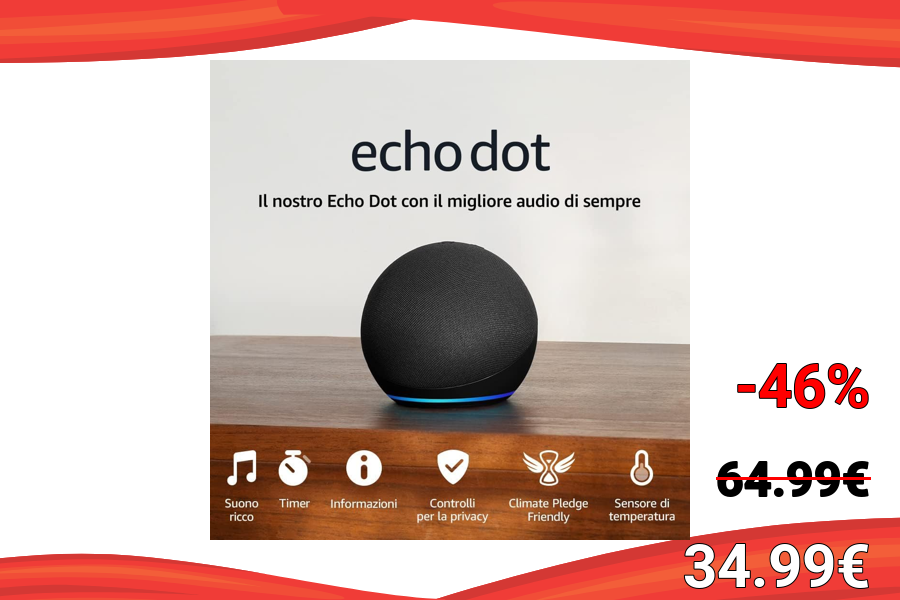 echo dot
Il nostro Echo Dot con il migliore audio di sempre
-46%
64.99€
34.99€
Suono
ricco
Timer
Informazioni
Controlli
per la privacy
Climate Pledge
Friendly
Sensore di
temperatura